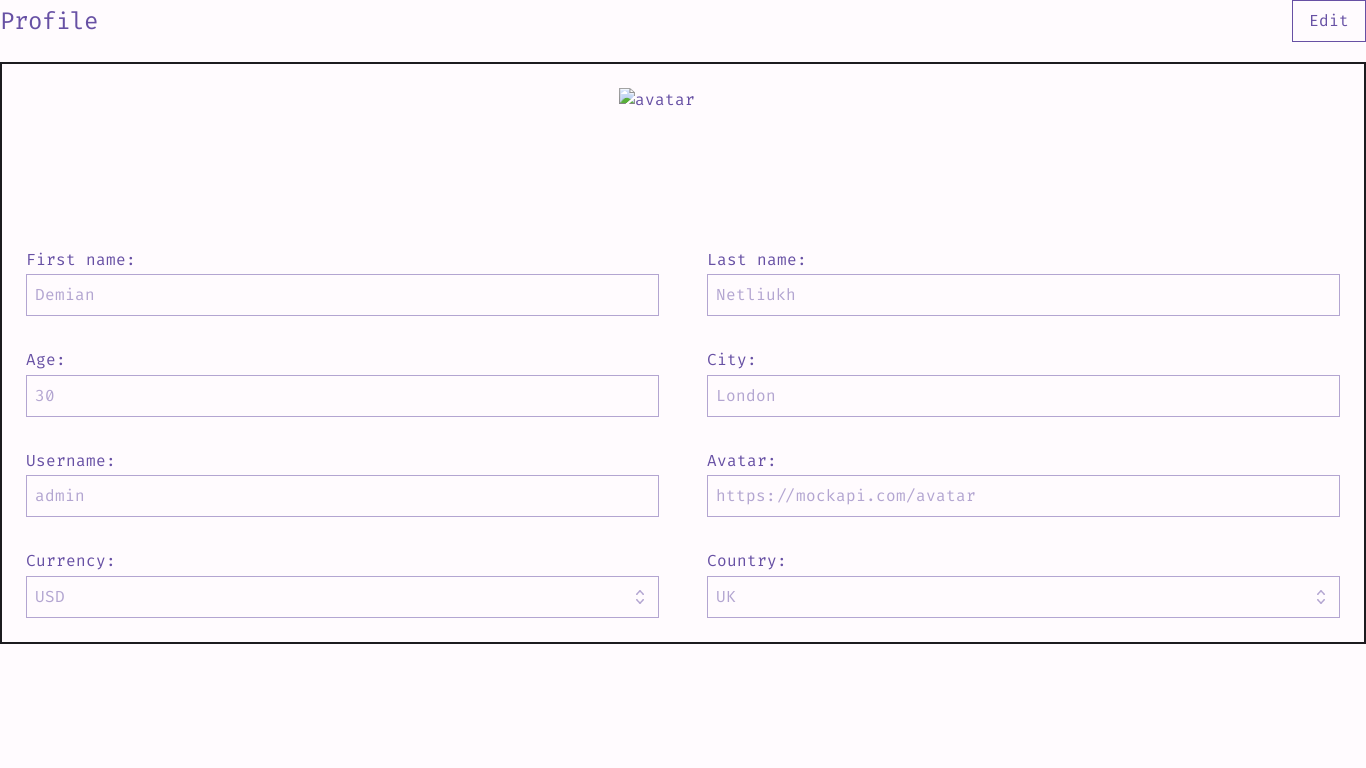 Profile
Edit
avatar
First name:
Last name:
Demian
Netliukh
Age:
City:
30
London
Username:
Avatar:
admin
https://mockapi.com/avatar
Currency:
Country:
USD
UK